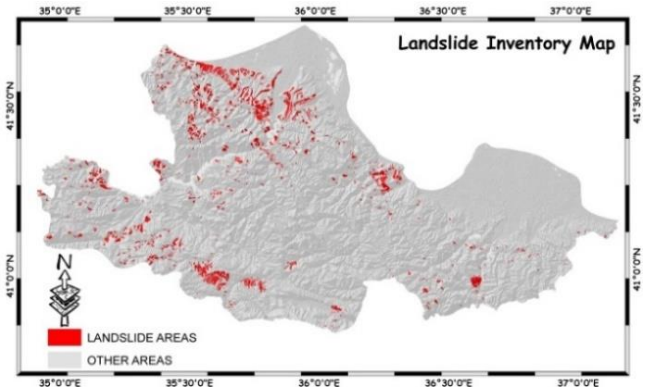 35°0'0"E 35°30'0"E 36°0'0"E 36°30'0"E 37°0'0"E
Landslide Inventory Map
41°30'0"N 41°30'0"N
41°0'0"N 41°0'0"N
N
LANDSLIDE AREAS
OTHER AREAS
35°0'0"E 35°30'0"E 36°0'0"E 36°30'0"E 37°0'0"E